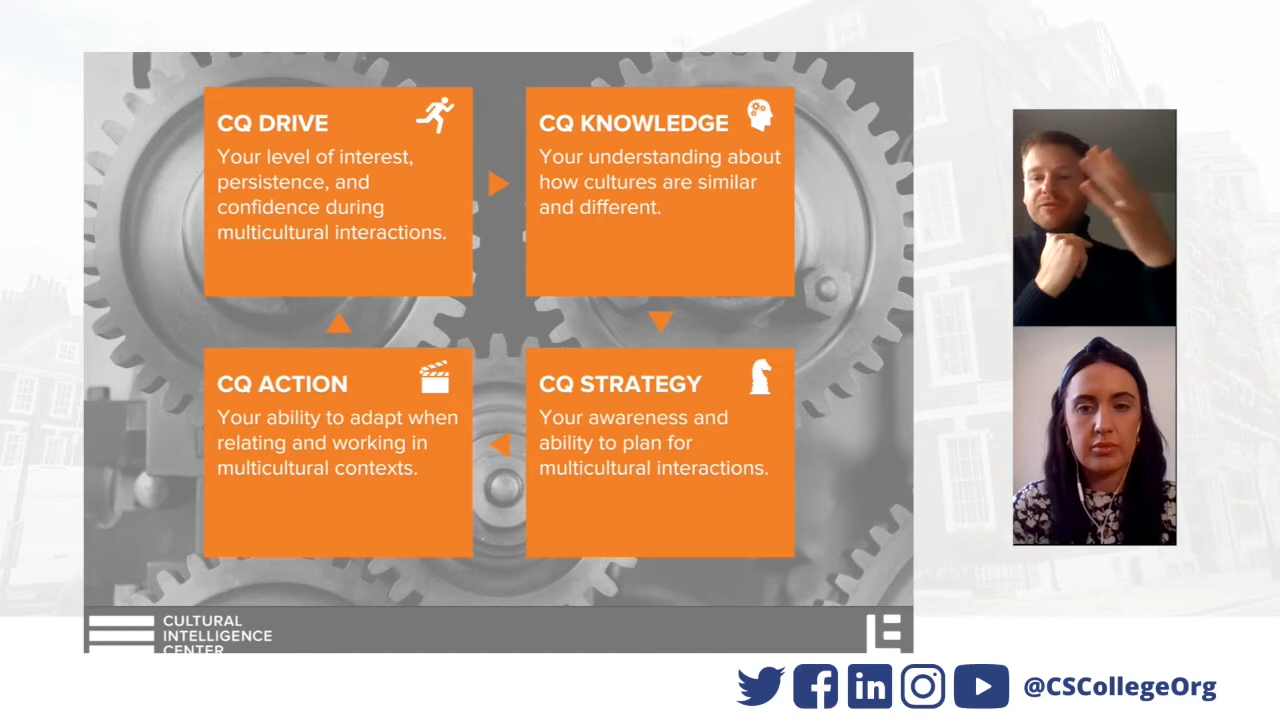 CQ DRIVE
Your level of interest,
persistence, and
confidence during
multicultural interactions.
CQ KNOWLEDGE
Your understanding about
how cultures are similar
and different.
CQ ACTION
Your ability to adapt when
relating and working in
multicultural contexts.
CQ STRATEGY
Your awareness and
ability to plan for
multicultural interactions.
CULTURAL
INTELLIGENCE
CENTER
@CSCollegeOrg